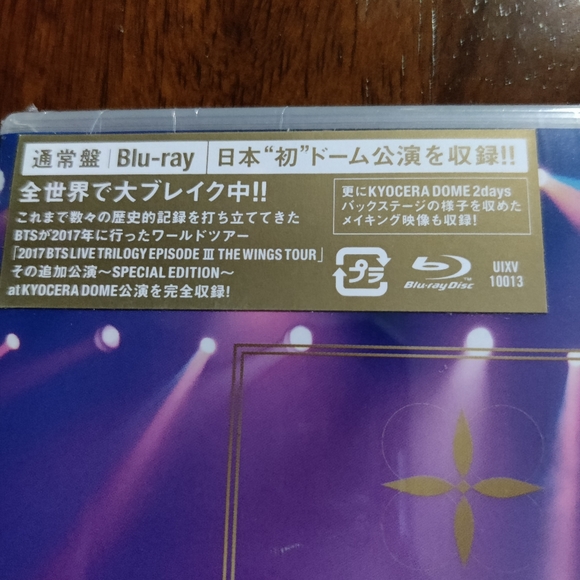 通常盤 Blu-ray 日本“初”ドーム公演を収録!!
全世界で大ブレイク中!!
これまで数々の歴史的記録を打ち立ててきた
BTSが2017年に行ったワールドツアー
「2017 BTS LIVE TRILOGY EPISODE Ⅲ THE WINGS TOUR」
その追加公演～SPECIAL EDITION～
at KYOCERA DOME公演を完全収録!
更にKYOCERA DOME 2days
バックステージの様子を収めた
メイキング映像も収録!
プラ
Blu-ray Disc™
UIXV
10013